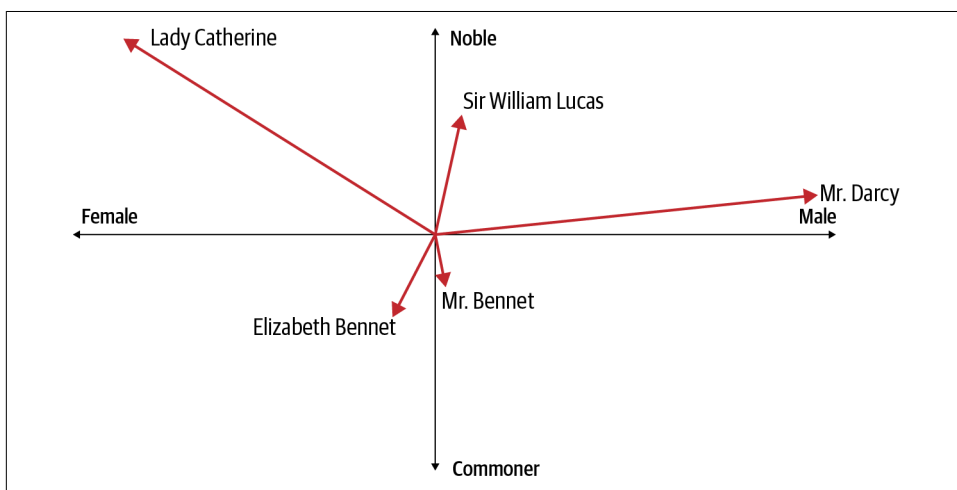 Lady Catherine
Noble
Sir William Lucas
Mr. Darcy
Female
Male
Mr. Bennet
Elizabeth Bennet
Commoner